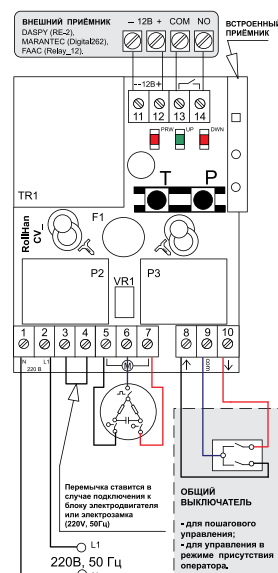 ВНЕШНИЙ ПРИЁМНИК
DASPY (RE-2),
MARANTEC (Digital262),
FAAC (Relay_12).
– 12В + COM NO
ВСТРОЕННЫЙ
ПРИЁМНИК
–12В+
11 12 13 14
PRW UP DWN
TR1
T P
RollHan
CV_
F1
P2 VR1 P3
1 2 3 4 5 6 7 8 9 10
N L1
220 В
M
com
Перемычка ставится в
случае подключения к
блоку электродвигателя
или электрозамка
(220V, 50Гц)
L1
220В, 50 Гц
ОБЩИЙ
ВЫКЛЮЧАТЕЛЬ
- для пошагового
управления;
- для управления в
режиме присутствия
оператора.